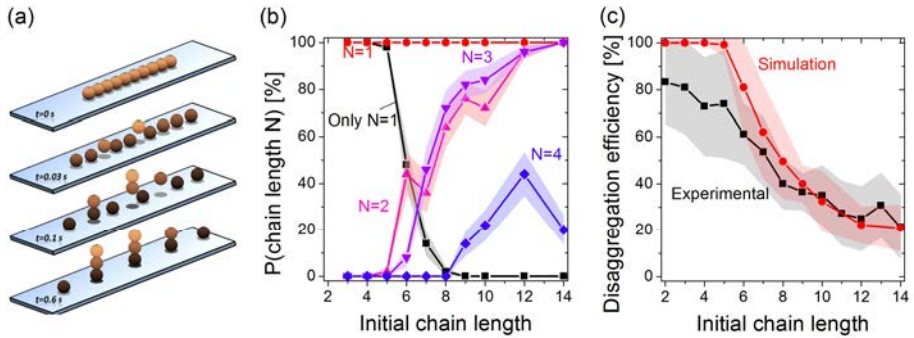 (a)
t=0 s
t=0.03 s
t=0.1 s
t=0.6 s
(b)
P(chain length N) [%]
100
80
60
40
20
0
N=1
N=3
Only N=1
N=2
N=4
2 4 6 8 10 12 14
Initial chain length
(c)
Disaggregation efficiency [%]
100
80
60
40
20
0
Simulation
Experimental
2 4 6 8 10 12 14
Initial chain length